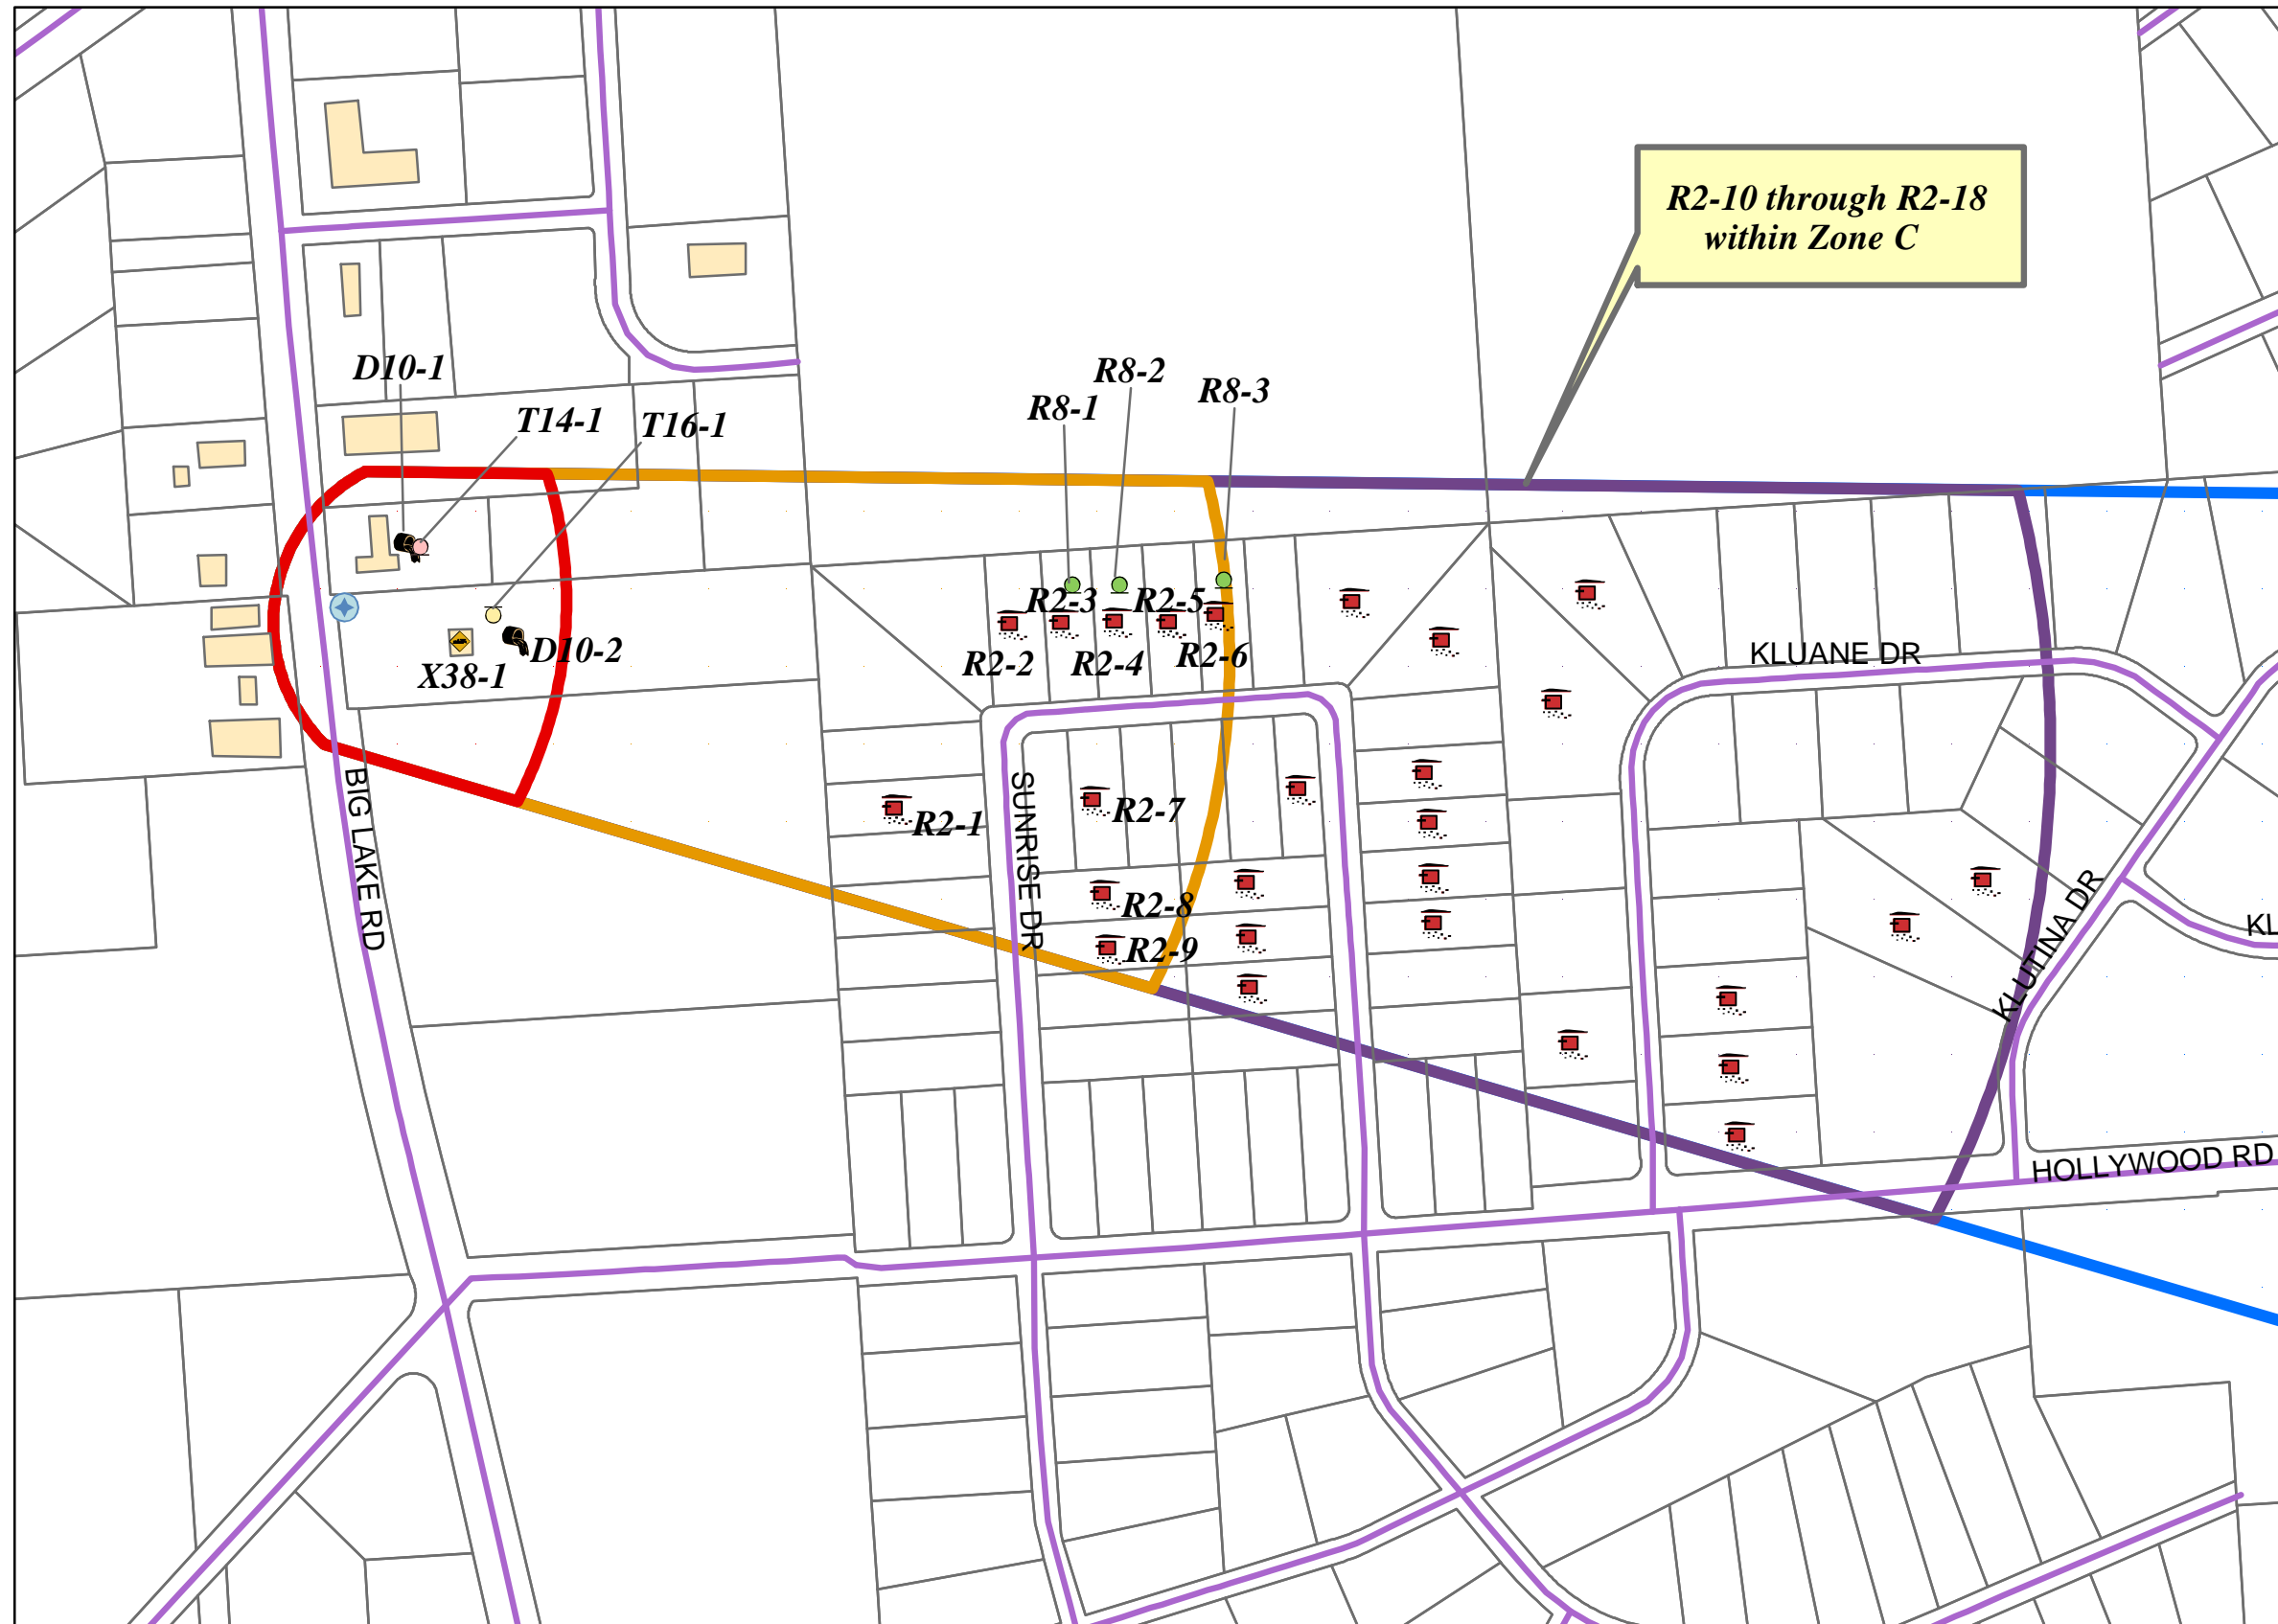 R2-10 through R2-18
within Zone C
D10-1
T14-1
T16-1
R8-1
R8-2
R8-3
R2-3
R2-5
R2-2
R2-4
R2-6
D10-2
X38-1
KLUANE DR
R2-1
R2-7
R2-8
R2-9
BIG LAKE RD
SUNRISE DR
KLUTINA DR
KL
HOLLYWOOD RD